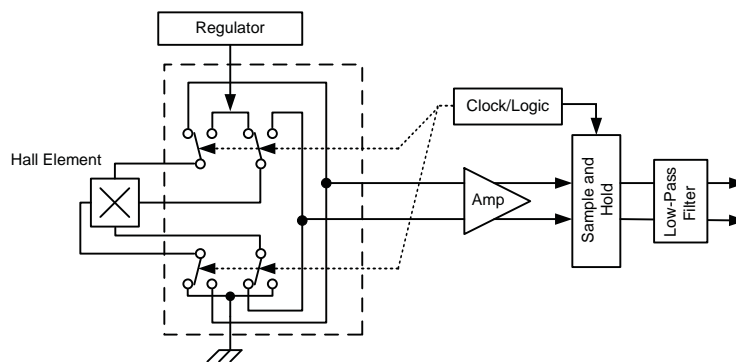 Regulator
Clock/Logic
Hall Element
Amp
Sample and
Hold
Low-Pass
Filter